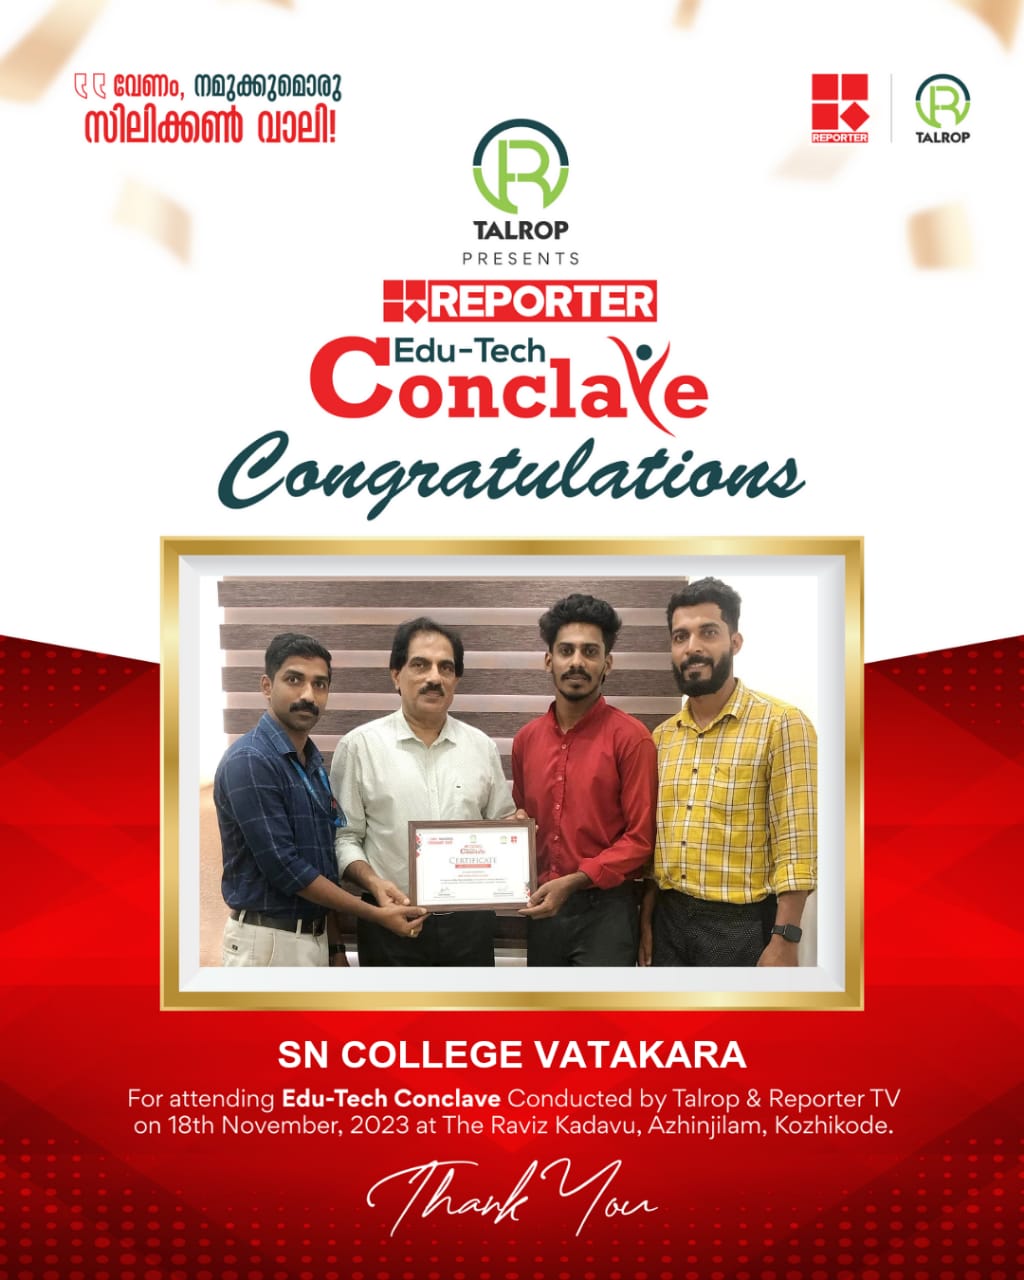 വേണം, നമുക്കുമൊരു
സിലിക്കൺ വാലി!
REPORTER
TALROP
TALROP
PRESENTS
REPORTER
Edu-Tech
Conclave
Congratulations
Conclave
CERTIFICATE
SN COLLEGE VATAKARA
For attending Edu-Tech Conclave Conducted by Talrop & Reporter TV
on 18th November, 2023 at The Raviz Kadavu, Azhinjilam, Kozhikode.
Thank You